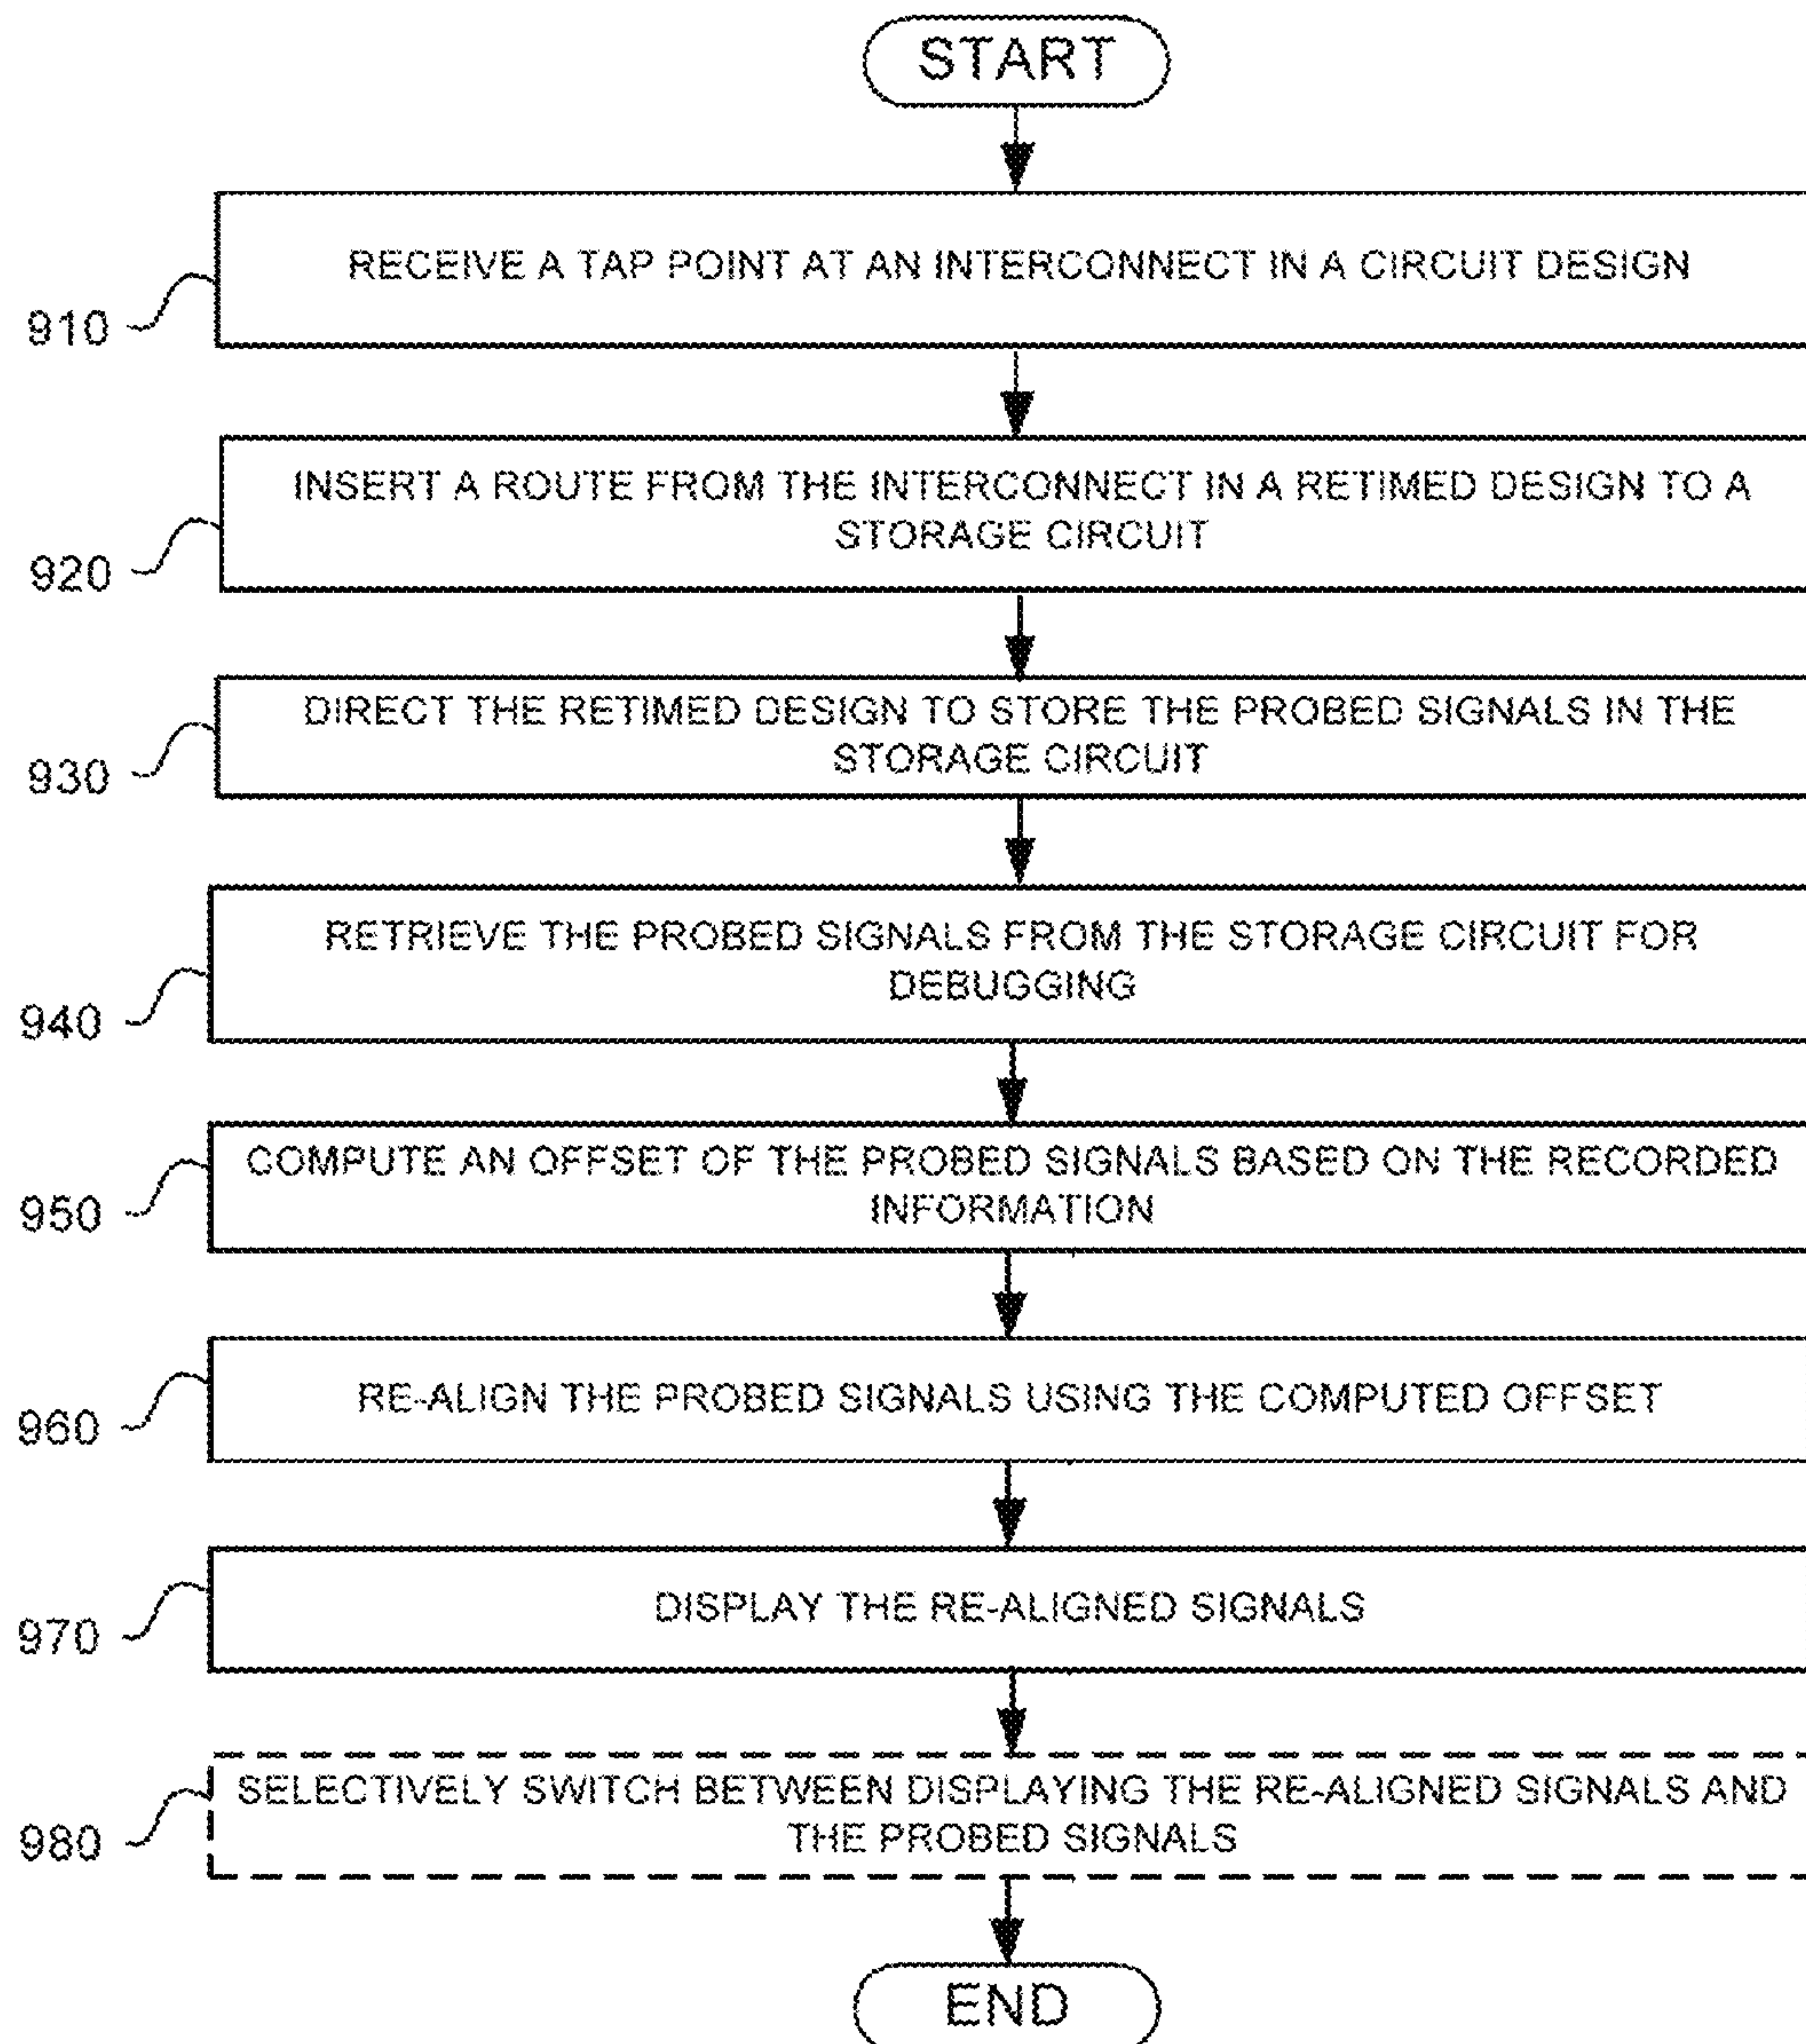 START
RECEIVE A TAP POINT AT AN INTERCONNECT IN A CIRCUIT DESIGN
910
INSERT A ROUTE FROM THE INTERCONNECT IN A RETIMED DESIGN TO A
STORAGE CIRCUIT
920
DIRECT THE RETIMED DESIGN TO STORE THE PROBED SIGNALS IN THE
STORAGE CIRCUIT
930
RETRIEVE THE PROBED SIGNALS FROM THE STORAGE CIRCUIT FOR
DEBUGGING
940
COMPUTE AN OFFSET OF THE PROBED SIGNALS BASED ON THE RECORDED
INFORMATION
950
RE-ALIGN THE PROBED SIGNALS USING THE COMPUTED OFFSET
960
DISPLAY THE RE-ALIGNED SIGNALS
970
SELECTIVELY SWITCH BETWEEN DISPLAYING THE RE-ALIGNED SIGNALS AND
THE PROBED SIGNALS
980
END